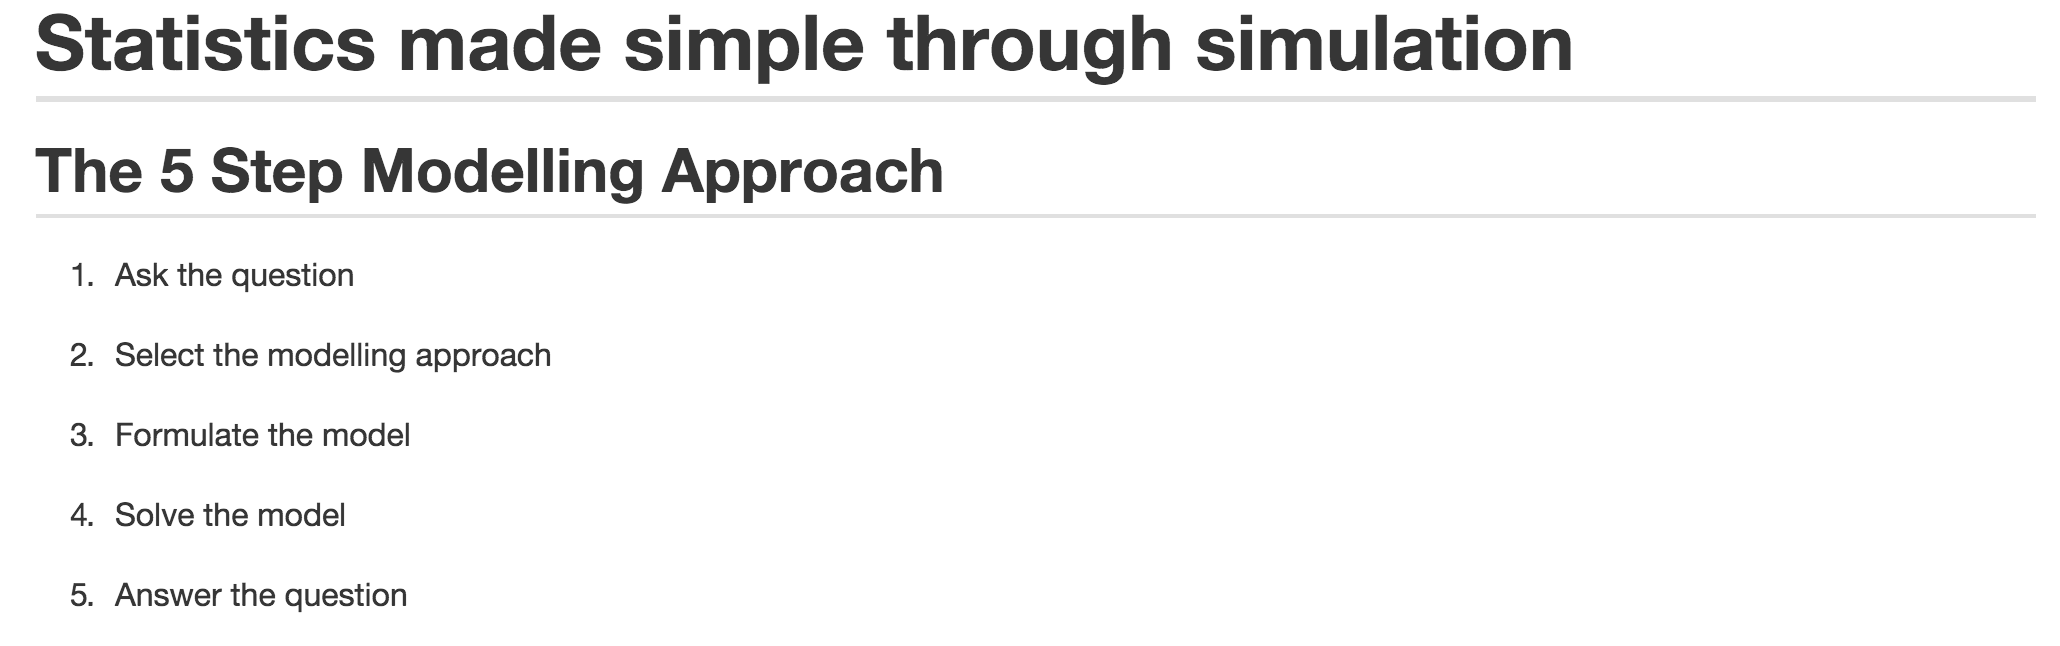 Statistics made simple through simulation
The 5 Step Modelling Approach
1. Ask the question
2. Select the modelling approach
3. Formulate the model
4. Solve the model
5. Answer the question